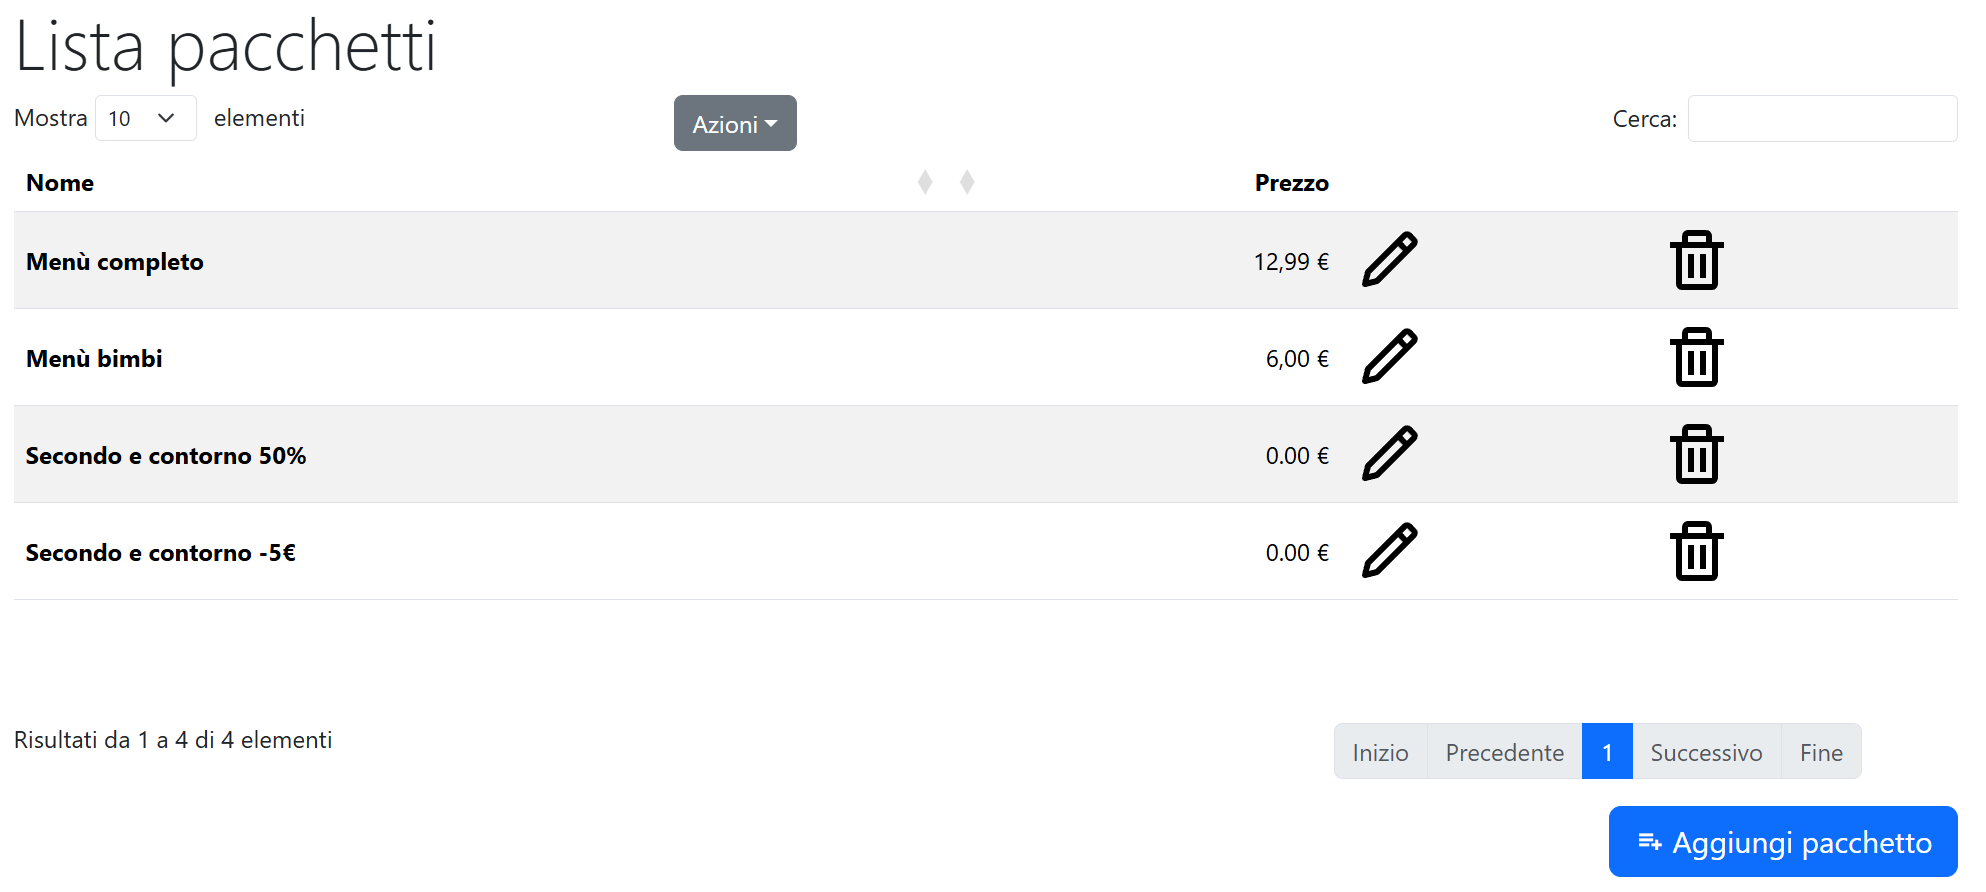 Lista pacchetti
Mostra 10 elementi
Azioni
Cerca:
Nome Prezzo
Menù completo 12,99 €
Menù bimbi 6,00 €
Secondo e contorno 50% 0.00 €
Secondo e contorno -5€ 0.00 €
Risultati da 1 a 4 di 4 elementi
Inizio Precedente 1 Successivo Fine
Aggiungi pacchetto